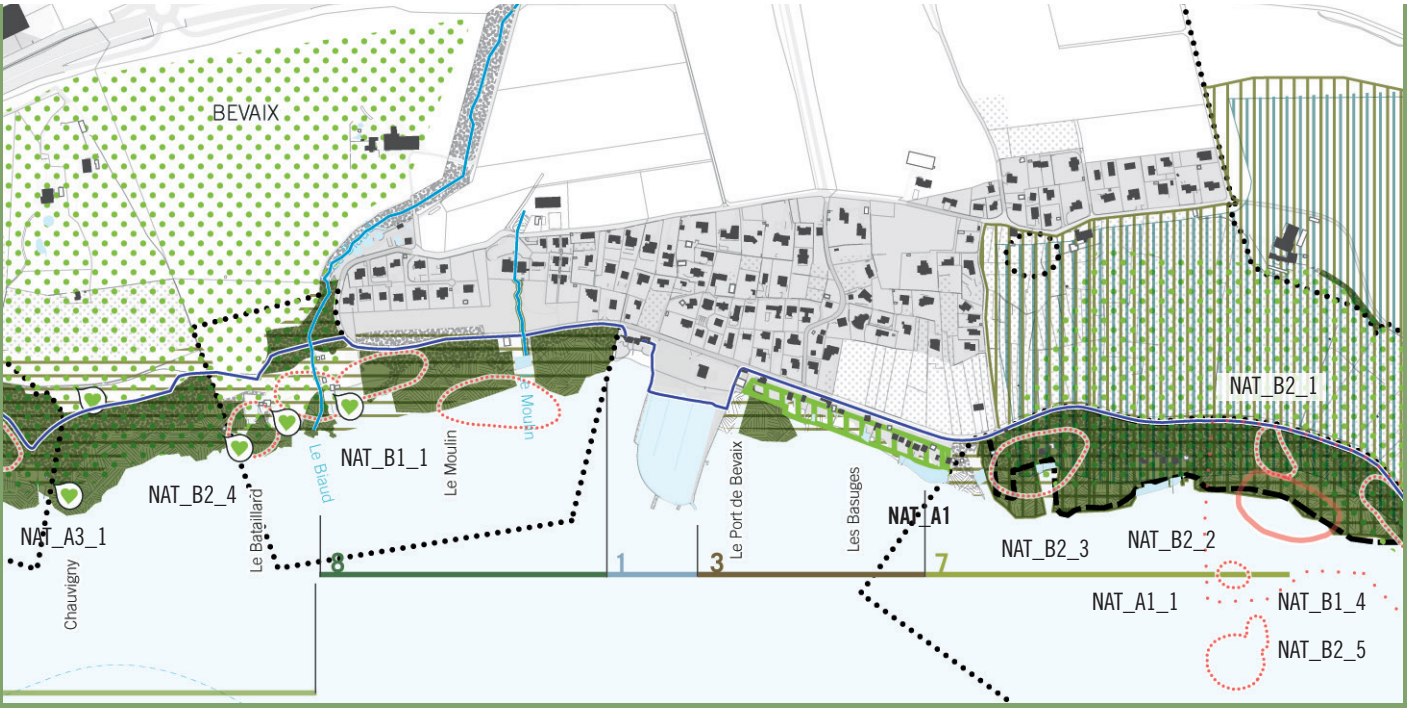 BEVAIX
NAT_B2_1
NAT_B1_1
Le Moulin
Le Moulin
Le Biaud
NAT_B2_4
Le Bataillard
NAT_A3_1
Chauvigny
Le Port de Bevaix
Les Basuges
NAT_A1
NAT_B2_3
NAT_B2_2
8
1
3
7
NAT_A1_1
NAT_B1_4
NAT_B2_5